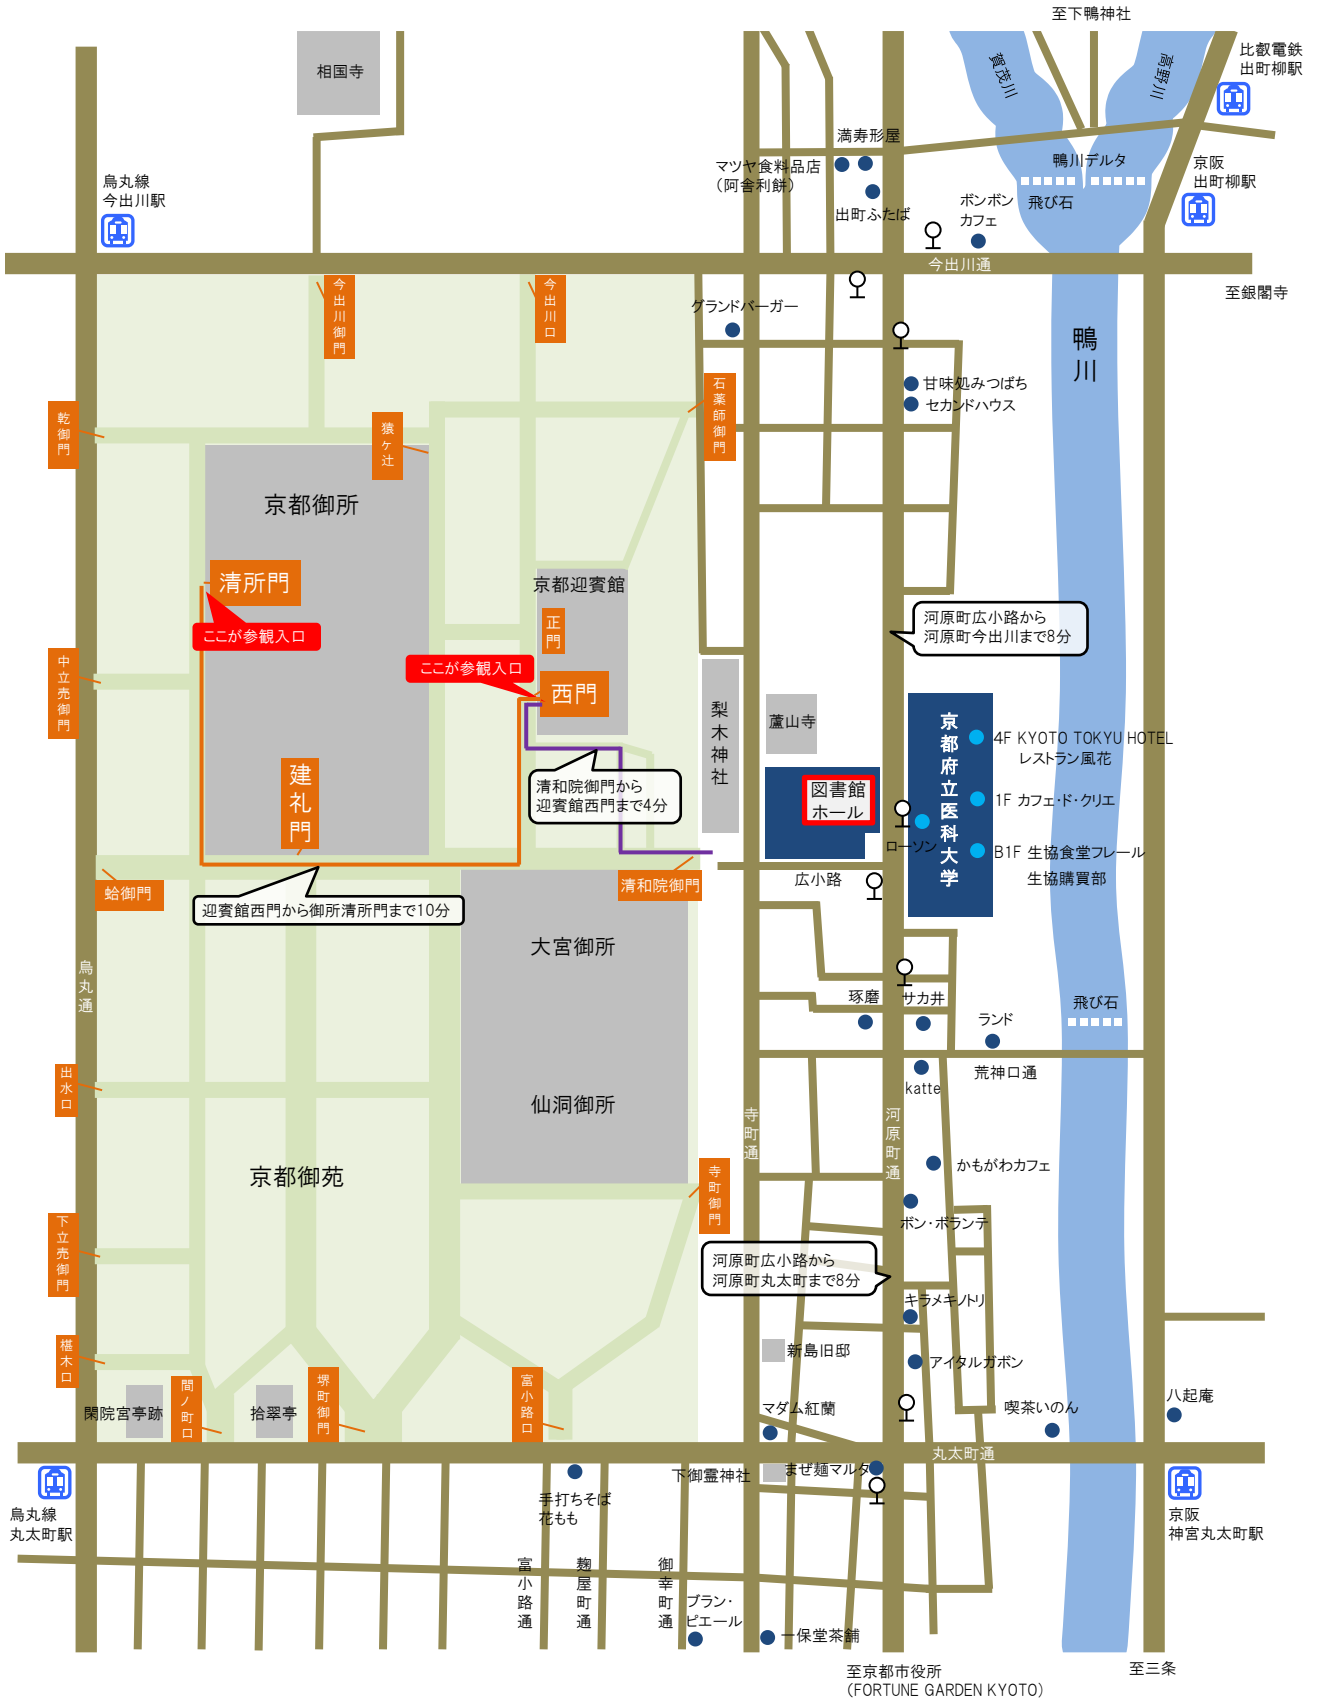 至下鴨神社
比叡電鉄
出町柳駅
賀茂川
高野川
相国寺
満寿形屋
マツヤ食料品店
(阿舎利餅)
出町ふたば
鴨川デルタ
飛び石
京阪
出町柳駅
ボンボン
カフェ
烏丸線
今出川駅
今出川通
至銀閣寺
今出川御門
今出川口
グランドバーガー
鴨川
石薬師御門
甘味処みつばち
セカンドハウス
乾御門
猿ヶ辻
京都御所
清所門
ここが参観入口
京都迎賓館
正門
ここが参観入口
西門
河原町広小路から
河原町今出川まで8分
中立売御門
梨木神社
蘆山寺
京都府立医科大学
4F KYOTO TOKYU HOTEL
レストラン風花
建礼門
清和院御門から
迎賓館西門まで4分
図書館
ホール
1F カフェ・ド・クリエ
ローソン
B1F 生協食堂フレール
生協購買部
蛤御門
清和院御門
広小路
迎賓館西門から御所清所門まで10分
大宮御所
烏丸通
琢磨
サカ井
ランド
飛び石
荒神口通
katte
出水口
仙洞御所
寺町通
河原町通
京都御苑
寺町御門
かもがわカフェ
ボン・ボランテ
下立売御門
河原町広小路から
河原町丸太町まで8分
キラメキノトリ
新島旧邸
アイタルガボン
椹木口
閑院宮亭跡
間ノ町口
拾翠亭
堺町御門
富小路口
マダム紅蘭
喫茶いのん
八起庵
丸太町通
下御霊神社
まぜ麺マルタ
烏丸線
丸太町駅
手打ちそば
花もも
京阪
神宮丸太町駅
富小路通
麹屋町通
御幸町通
ブラン・
ピエール
一保堂茶舗
至京都市役所
(FORTUNE GARDEN KYOTO)
至三条